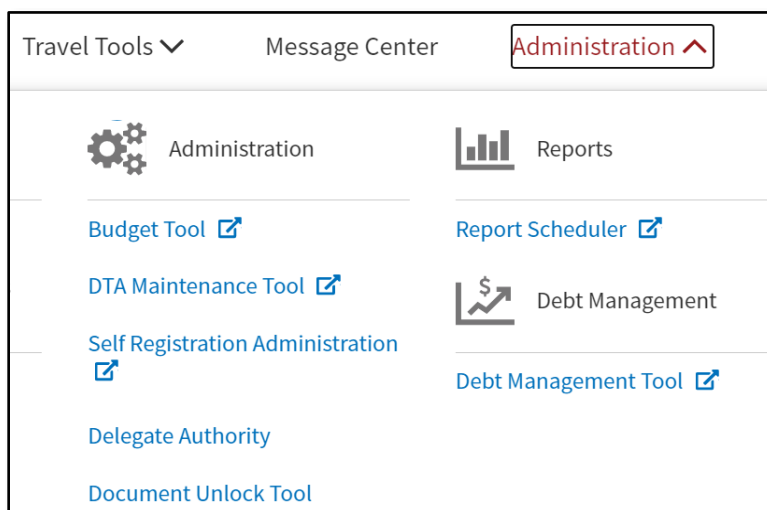 Travel Tools
Message Center
Administration
Administration
Budget Tool
DTA Maintenance Tool
Self Registration Administration
Delegate Authority
Document Unlock Tool
Reports
Report Scheduler
$
Debt Management
Debt Management Tool